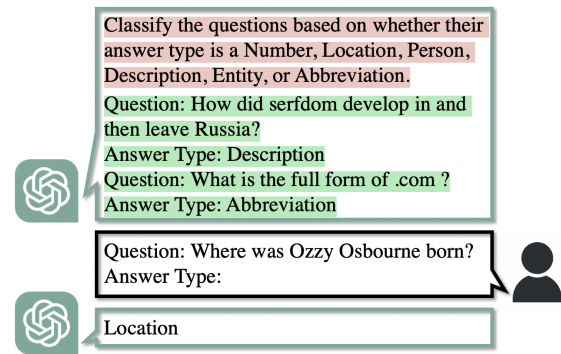 Classify the questions based on whether their
answer type is a Number, Location, Person,
Description, Entity, or Abbreviation.
Question: How did serfdom develop in and
then leave Russia?
Answer Type: Description
Question: What is the full form of .com ?
Answer Type: Abbreviation
Question: Where was Ozzy Osbourne born?
Answer Type:
Location